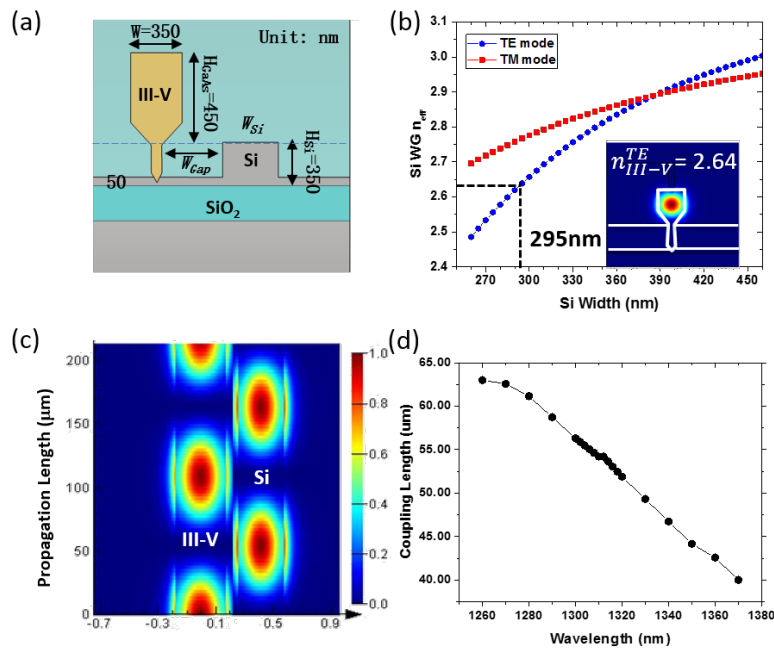 (a)
W=350
Unit: nm
H_GaAs=450
III-V
W_Si
H_Si=350
Si
W_Gap
50
SiO₂
(b)
Si WG n_eff
3.0
2.9
2.8
2.7
2.6
2.5
2.4
TE mode
TM mode
n^TE_III−V = 2.64
295nm
270
300
330
360
390
420
450
Si Width (nm)
(c)
Propagation Length (μm)
200
150
100
50
0
1.0
0.8
0.6
0.4
0.2
0.0
Si
III-V
-0.7
-0.3
0.1
0.5
0.9
(d)
Coupling Length (um)
65.00
60.00
55.00
50.00
45.00
40.00
1260
1280
1300
1320
1340
1360
1380
Wavelength (nm)